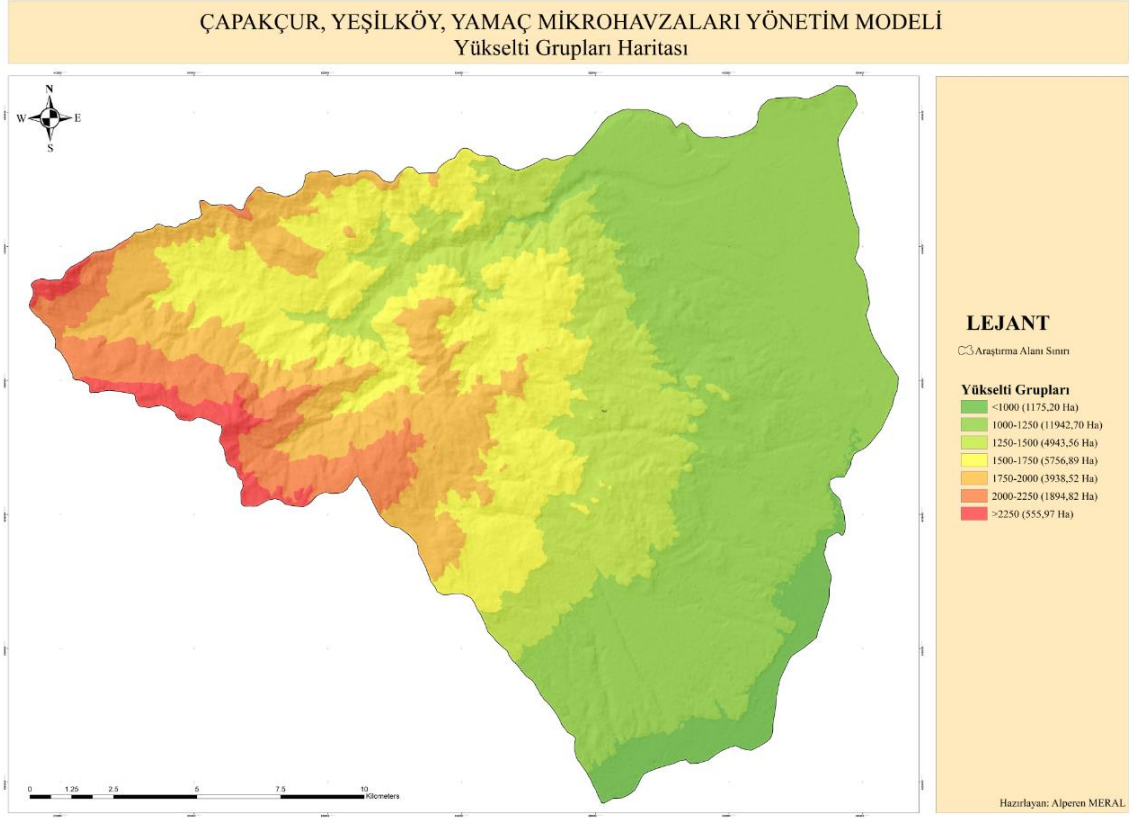 ÇAPAKÇUR, YEŞİLKÖY, YAMAÇ MİKROHAVZALARI YÖNETİM MODELİ
Yükselti Grupları Haritası
N
W E
S
LEJANT
Araştırma Alanı Sınırı
Yükselti Grupları
<1000 (1175,20 Ha)
1000-1250 (11942,70 Ha)
1250-1500 (4943,56 Ha)
1500-1750 (5756,89 Ha)
1750-2000 (3938,52 Ha)
2000-2250 (1894,82 Ha)
>2250 (555,97 Ha)
0 1.25 2.5 5 7.5 10
Kilometers
Hazırlayan: Alperen MERAL